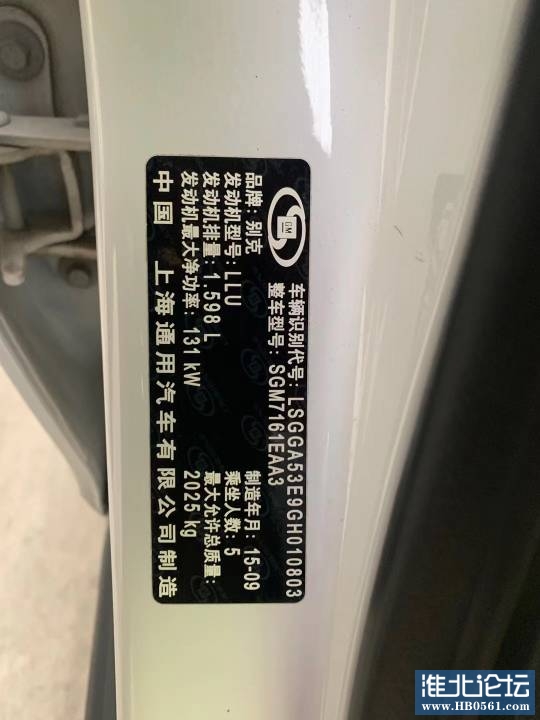 GM
车辆识别代号: LSGGA53E9GH010803
整车型号: SGM7161EAA3
品牌: 别克
发动机型号: LLU
制造年月: 15-09
发动机排量: 1.598 L
乘坐人数: 5
发动机最大净功率: 131 kW
最大允许总质量:
2025 kg
中国 上海通用汽车有限公司制造
淮北论坛
www.HB0561.com